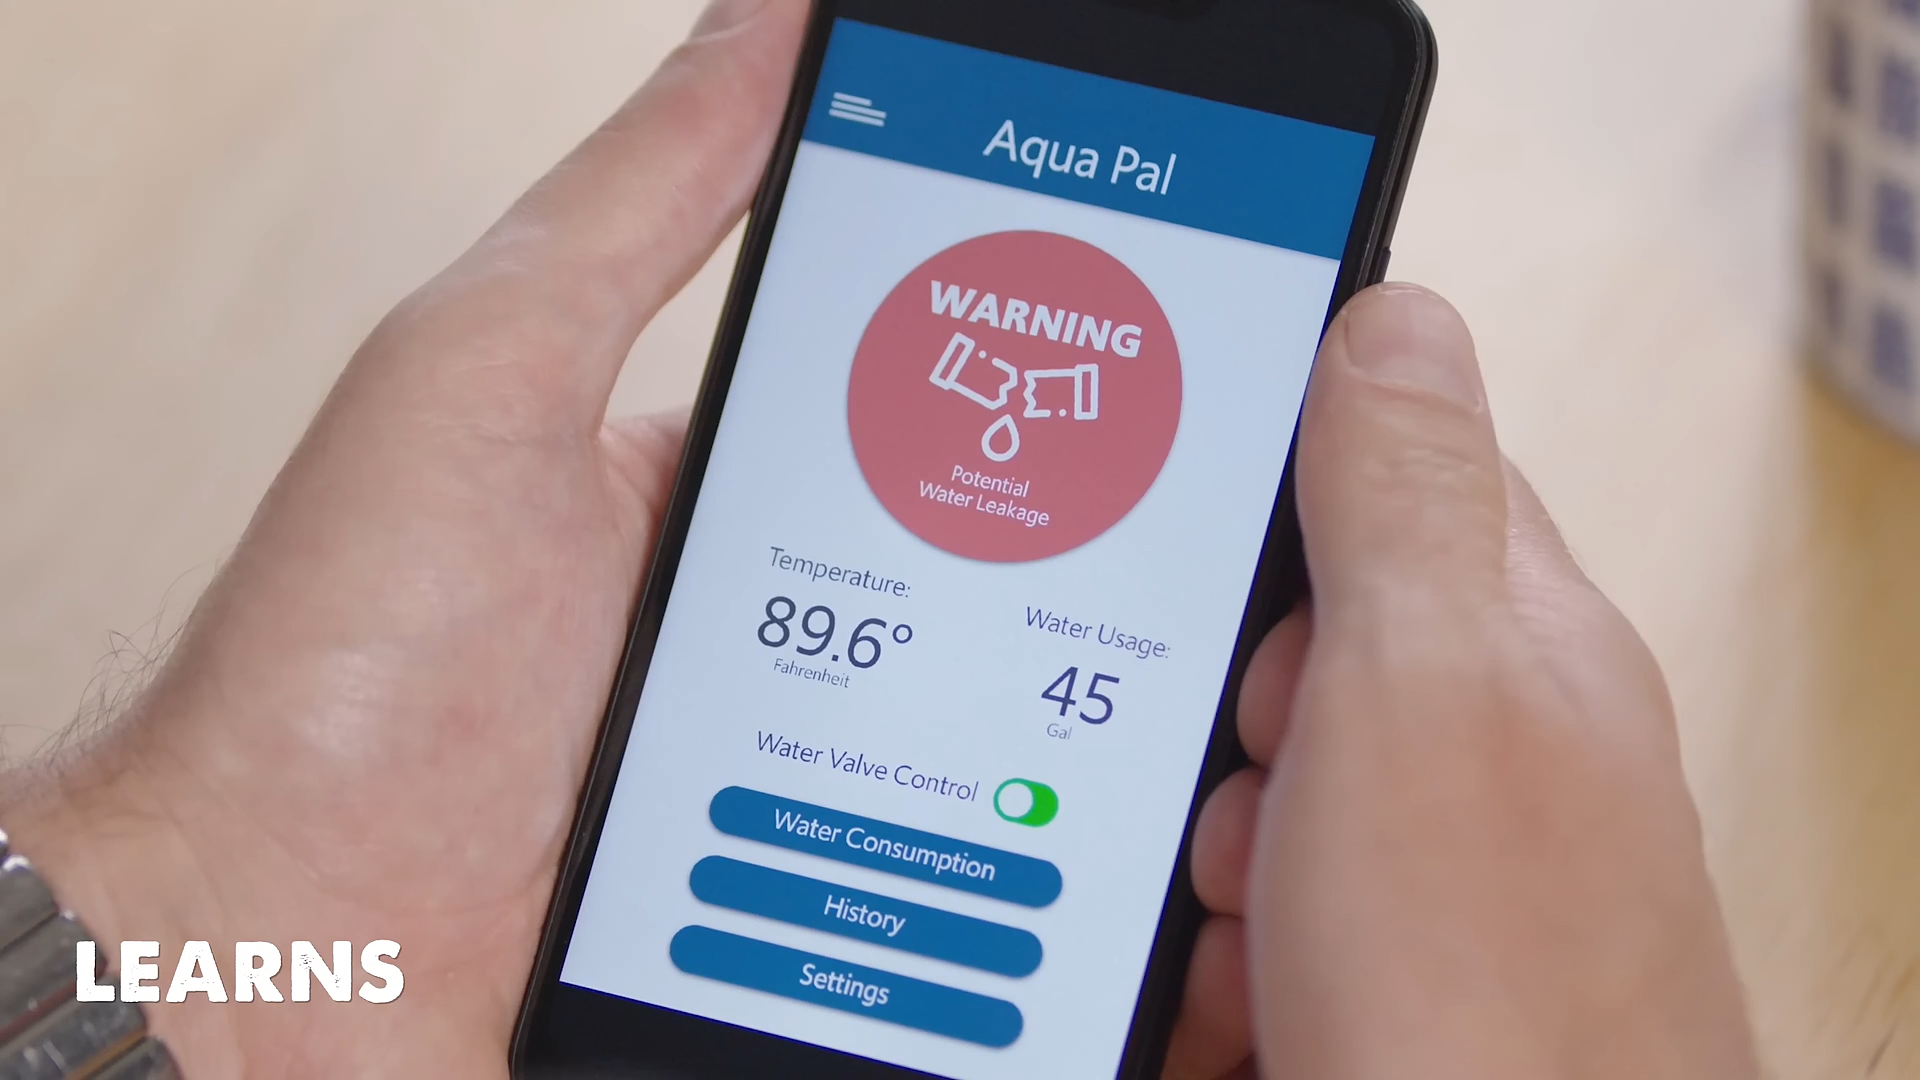 Aqua Pal
WARNING
Potential
Water Leakage
Temperature:
89.6°
Fahrenheit
Water Usage:
45
Gal
Water Valve Control
Water Consumption
History
Settings
LEARNS